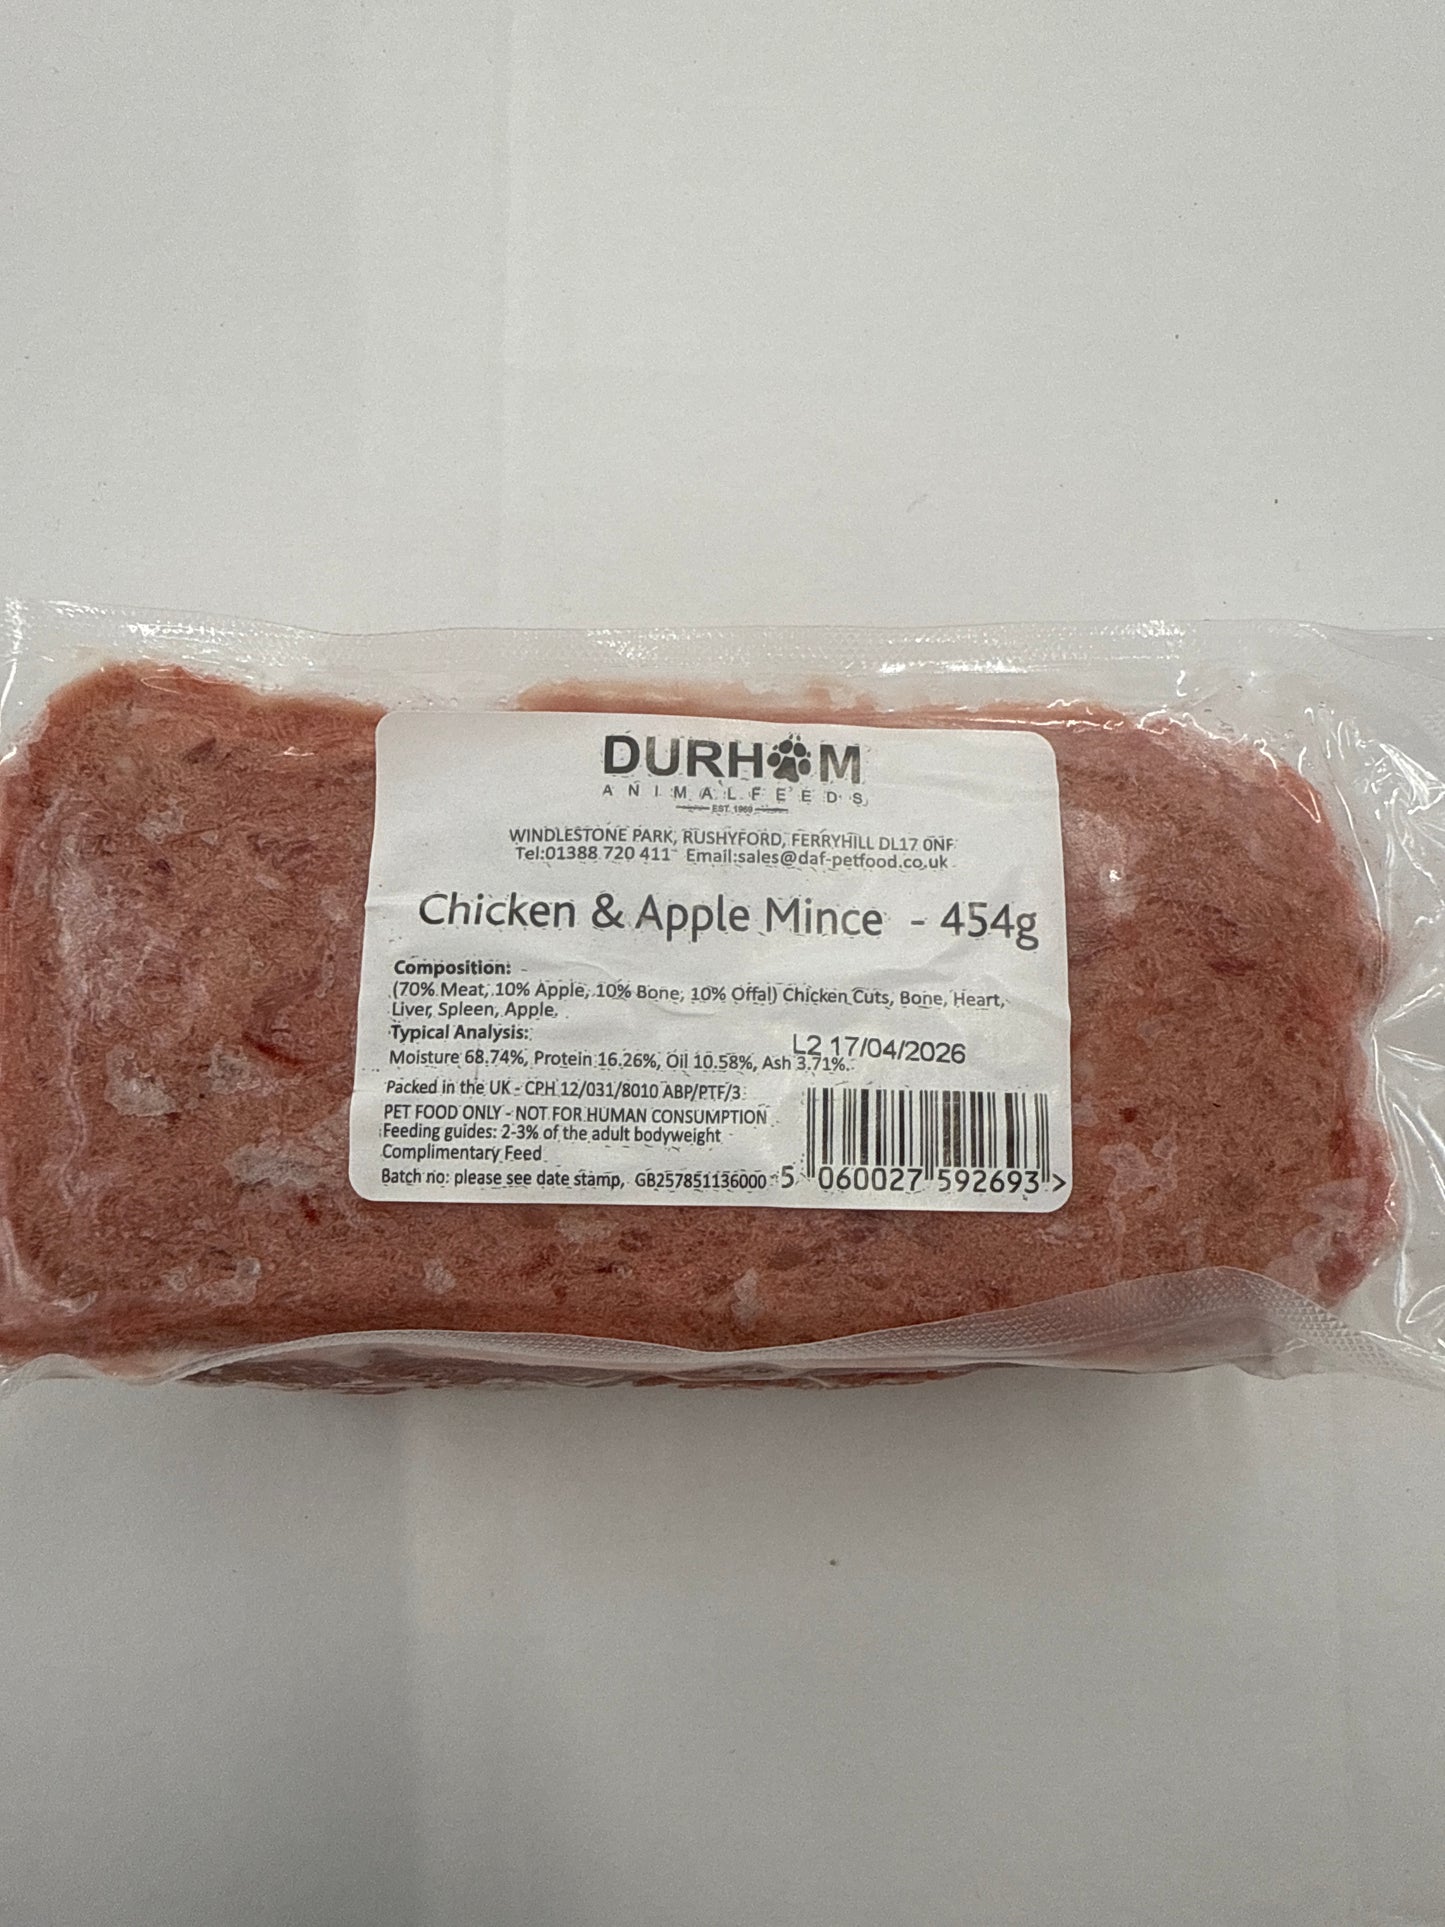 DURHAM
ANIMAL FEEDS
EST. 1969
WINDLESTONE PARK, RUSHYFORD, FERRYHILL DL17 0NF
Tel:01388 720 411 Email:sales@daf-petfood.co.uk
Chicken & Apple Mince - 454g
Composition:
(70% Meat, 10% Apple, 10% Bone, 10% Offal) Chicken Cuts, Bone, Heart,
Liver, Spleen, Apple.
Typical Analysis:
L2 17/04/2026
Moisture 68.74%, Protein 16.26%, Oil 10.58%, Ash 3.71%.
Packed in the UK - CPH 12/031/8010 ABP/PTF/3
PET FOOD ONLY - NOT FOR HUMAN CONSUMPTION
Feeding guides: 2-3% of the adult bodyweight
Complimentary Feed
Batch no: please see date stamp, GB257851136000
5 060027 592693 >